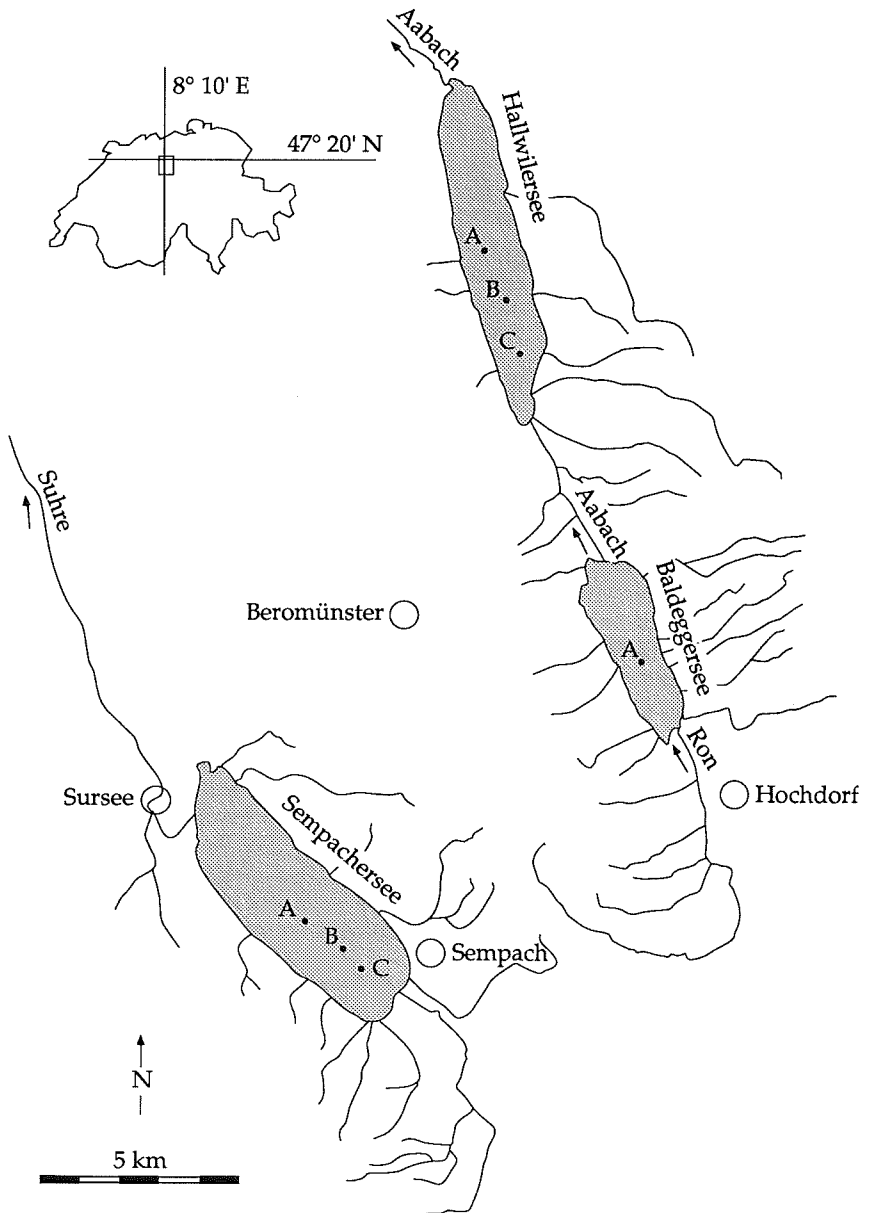 Aabach
8° 10' E
47° 20' N
Hallwilersee
A
B
C
Suhre
Aabach
Baldeggersee
Beromünster
A
Ron
Sursee
Hochdorf
Sempachersee
A
B
C
Sempach
N
5 km